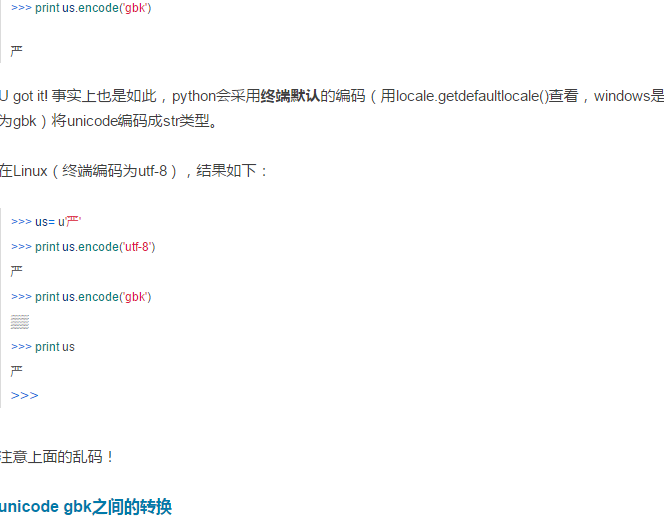 >>> print us.encode('gbk')
严
U got it! 事实上也是如此，python会采用终端默认的编码（用locale.getdefaultlocale()查看，windows是
为gbk）将unicode编码成str类型。
在Linux（终端编码为utf-8），结果如下：
>>> us= u'严'
>>> print us.encode('utf-8')
严
>>> print us.encode('gbk')
▒▒
>>> print us
严
>>>
注意上面的乱码！
unicode gbk之间的转换